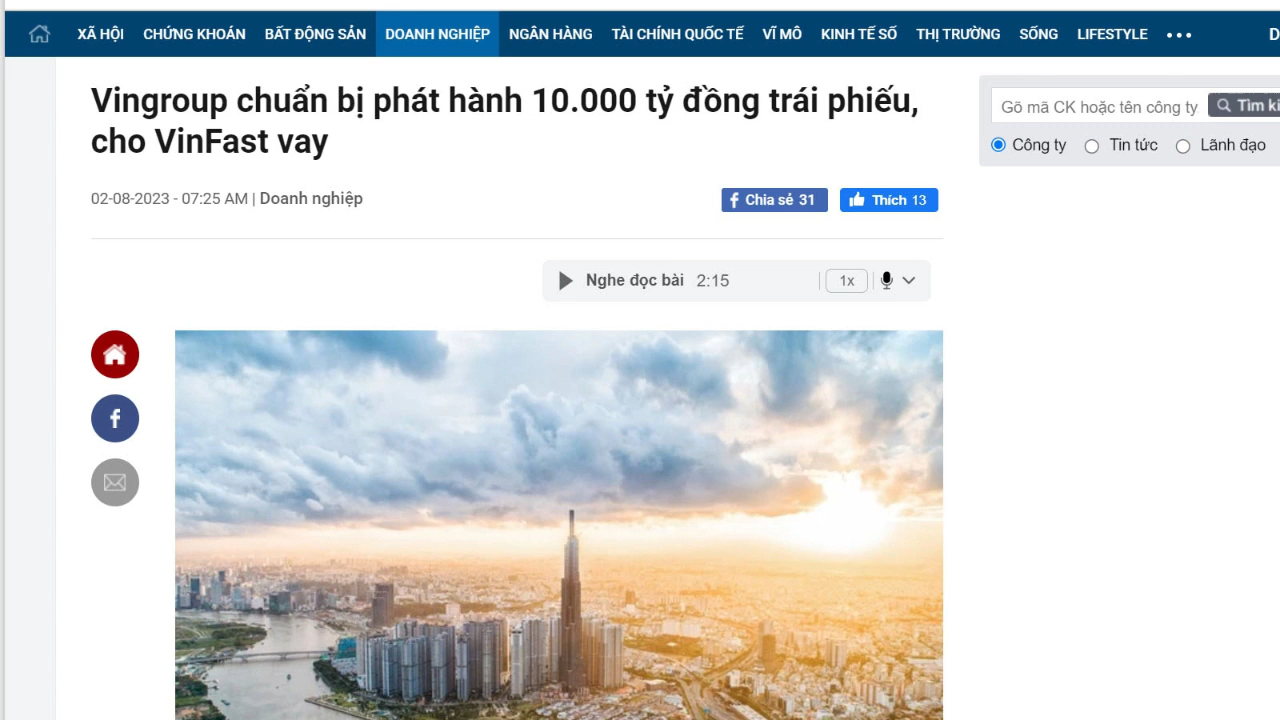 XÃ HỘI CHỨNG KHOÁN BẤT ĐỘNG SẢN DOANH NGHIỆP NGÂN HÀNG TÀI CHÍNH QUỐC TẾ VĨ MÔ KINH TẾ SỐ THỊ TRƯỜNG SỐNG LIFESTYLE
Vingroup chuẩn bị phát hành 10.000 tỷ đồng trái phiếu,
cho VinFast vay
Gõ mã CK hoặc tên công ty Tìm
Công ty Tin tức Lãnh đạo
02-08-2023 - 07:25 AM | Doanh nghiệp
Chia sẻ 31 Thích 13
Nghe đọc bài 2:15 1x